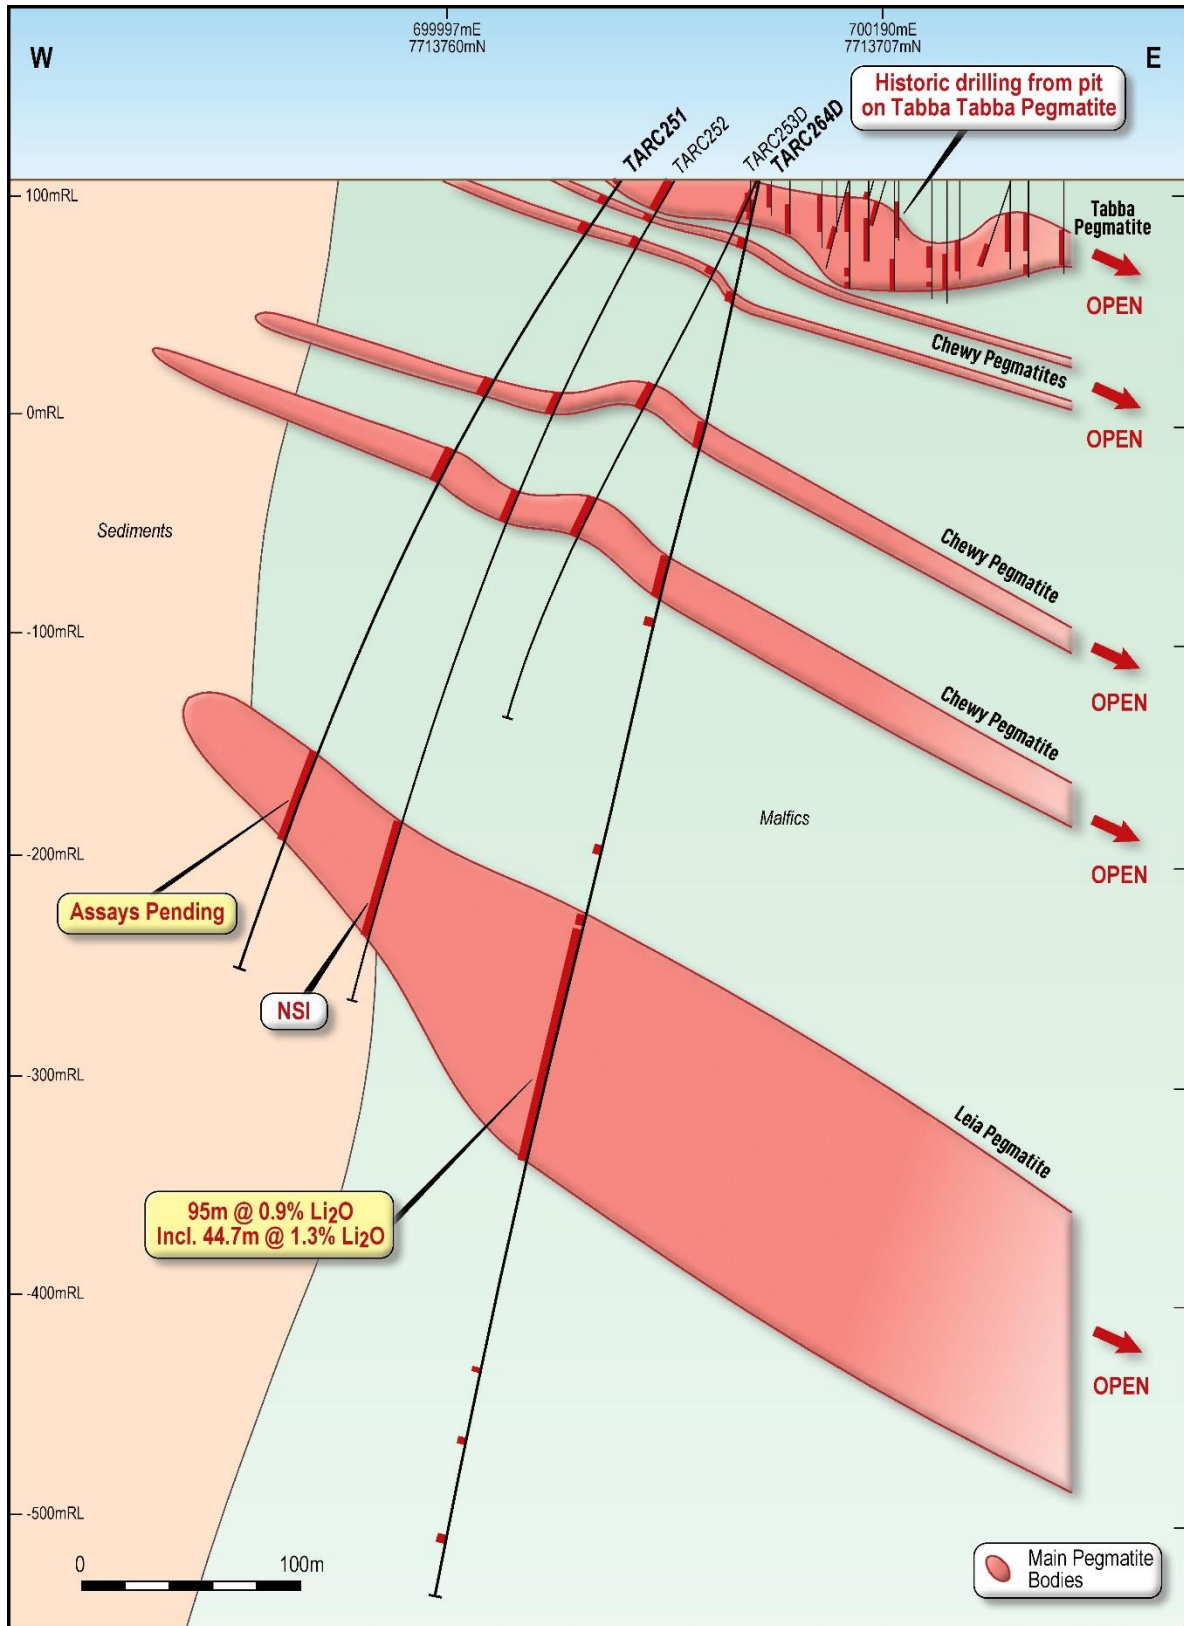 699997mE
7713760mN
700190mE
7713707mN
W
E
Historic drilling from pit
on Tabba Tabba Pegmatite
TARC251
TARC252
TARC253D
TARC264D
100mRL
Tabba
Pegmatite
OPEN
Chewy Pegmatites
OPEN
0mRL
Sediments
Chewy Pegmatite
-100mRL
OPEN
Chewy Pegmatite
Malfics
OPEN
-200mRL
Assays Pending
NSI
-300mRL
Leia Pegmatite
95m @ 0.9% Li₂O
Incl. 44.7m @ 1.3% Li₂O
-400mRL
OPEN
-500mRL
0 100m
Main Pegmatite
Bodies